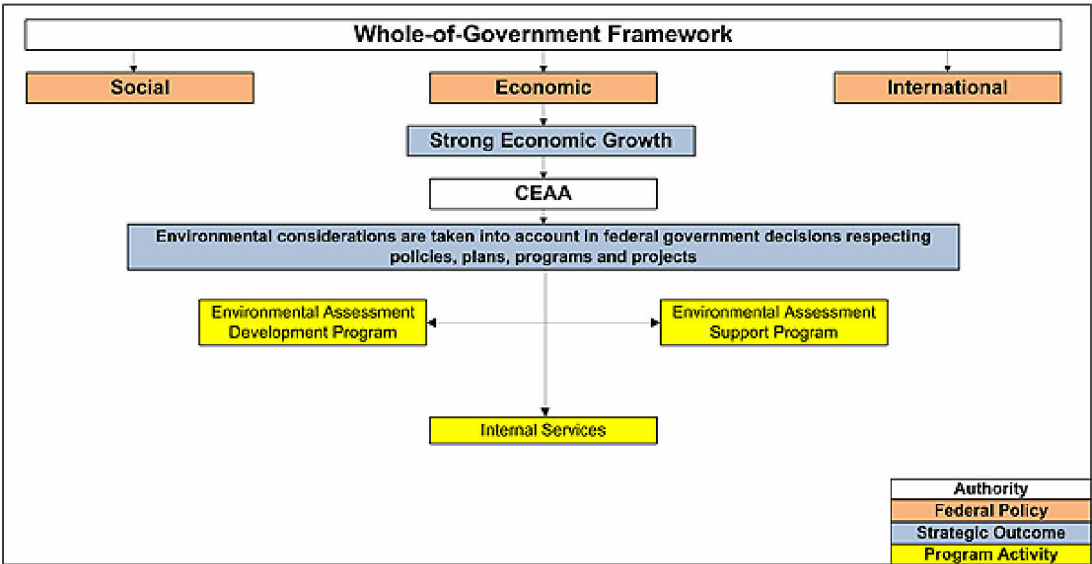 Whole-of-Government Framework
Social
Economic
International
Strong Economic Growth
CEAA
Environmental considerations are taken into account in federal government decisions respecting
policies, plans, programs and projects
Environmental Assessment
Development Program
Environmental Assessment
Support Program
Internal Services
Authority
Federal Policy
Strategic Outcome
Program Activity